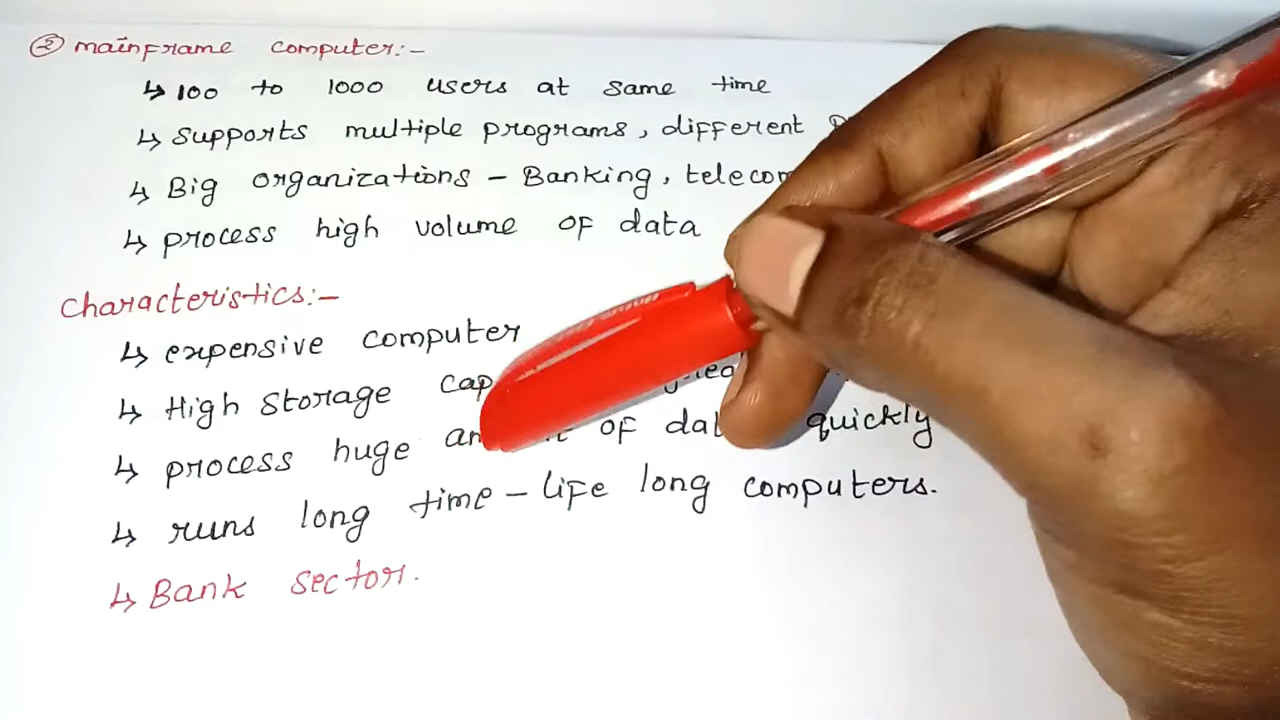 ② mainframe computer:-
↳ 100 to 1000 users at same time
↳ supports multiple programs, different
↳ Big organizations - Banking,
↳ process high volume of data
characteristics:-
↳ expensive computer
↳ High storage
↳ process huge of quickly
↳ runs long time - life long computers.
↳ Bank sector.